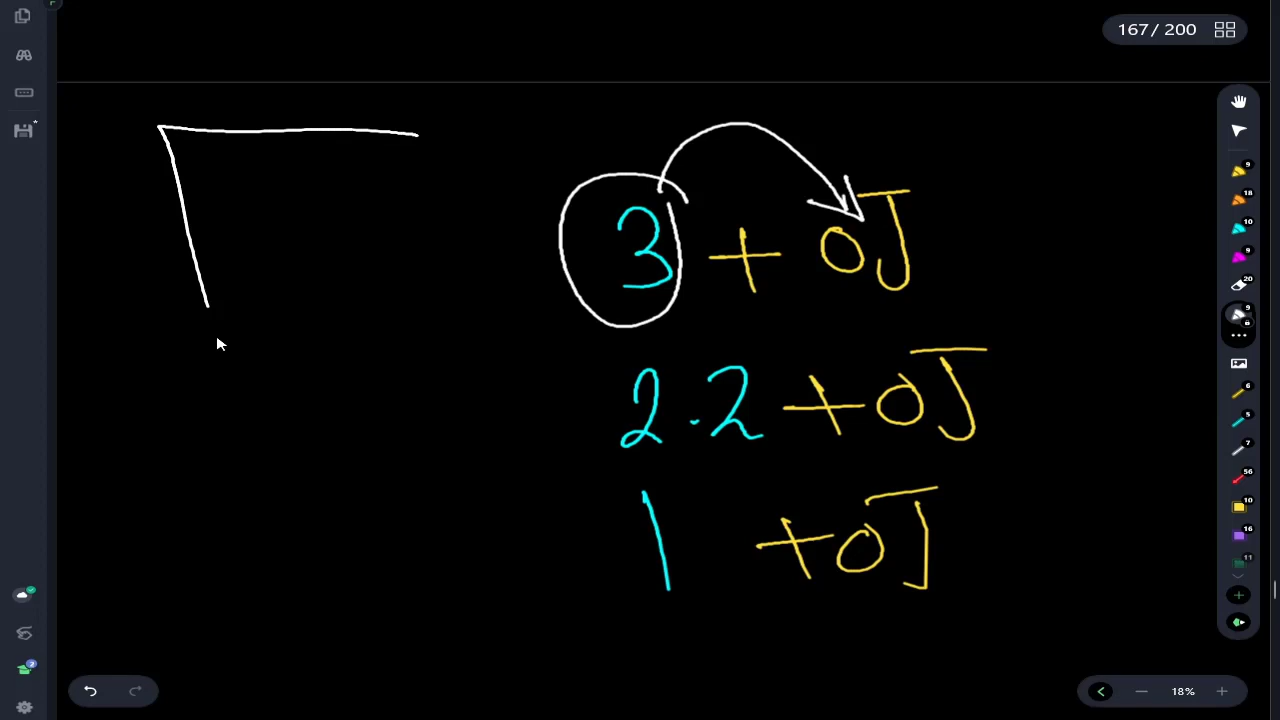 167 / 200
3 + 0J
2.2 + 0J
1 + 0J
18%